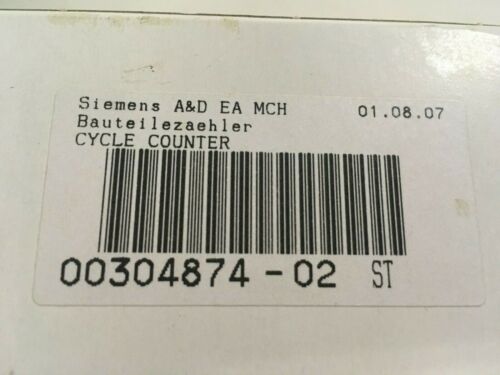 Siemens A&D EA MCH 01.08.07
Bauteilezaehler
CYCLE COUNTER
00304874-02 ST